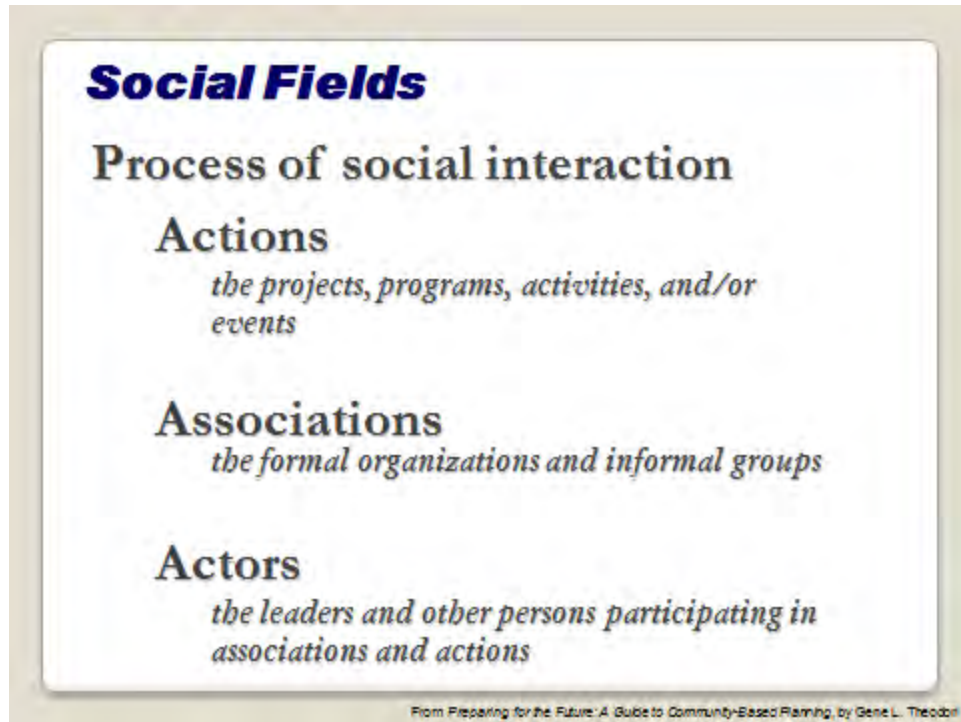 Social Fields
Process of social interaction
Actions
the projects, programs, activities, and/or
events
Associations
the formal organizations and informal groups
Actors
the leaders and other persons participating in
associations and actions
From Preparing for the Future: A Guide to Community-Based Planning, by Gene L. Theodori